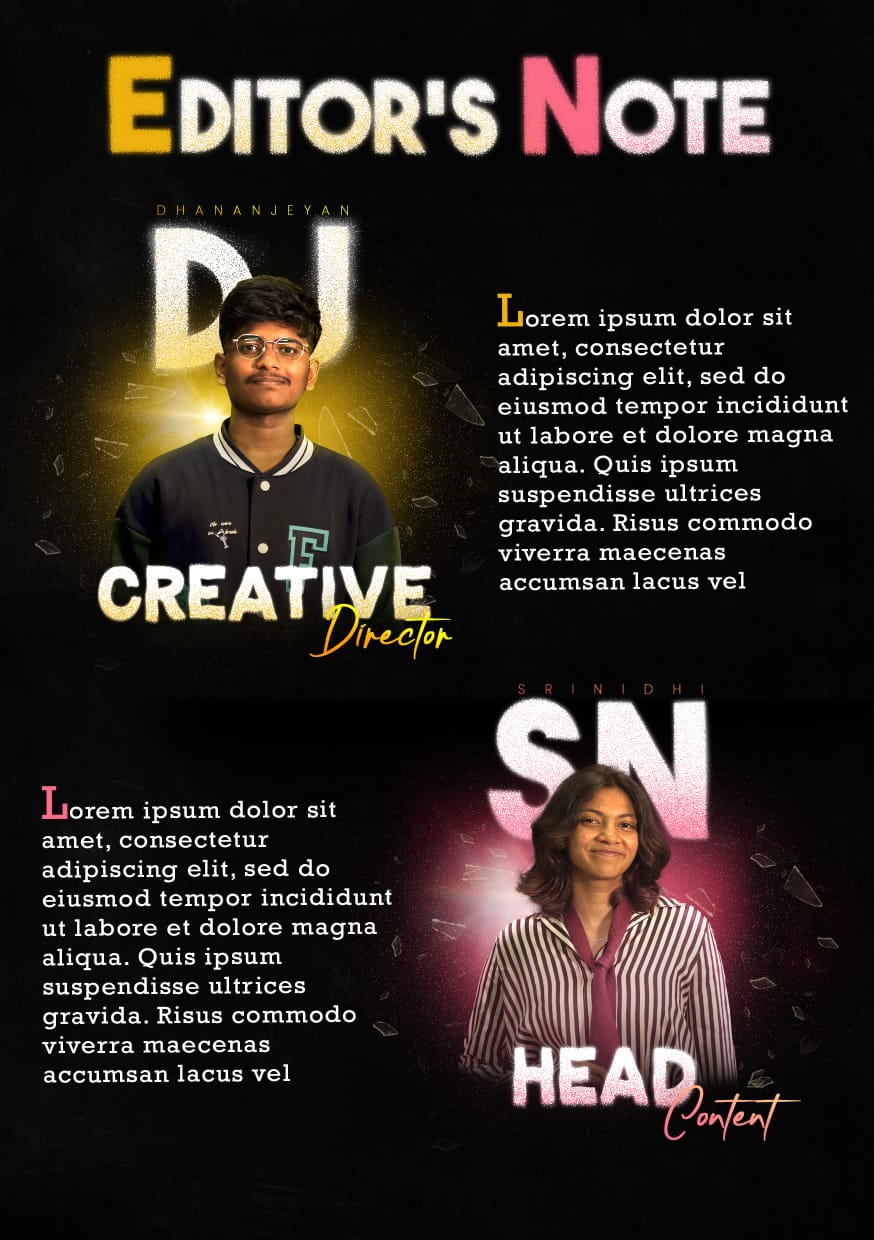 EDITOR'S NOTE
DHANANJEYAN
DJ
Lorem ipsum dolor sit
amet, consectetur
adipiscing elit, sed do
eiusmod tempor incididunt
ut labore et dolore magna
aliqua. Quis ipsum
suspendisse ultrices
gravida. Risus commodo
viverra maecenas
accumsan lacus vel
F
CREATIVE
Director
SRINIDHI
SN
Lorem ipsum dolor sit
amet, consectetur
adipiscing elit, sed do
eiusmod tempor incididunt
ut labore et dolore magna
aliqua. Quis ipsum
suspendisse ultrices
gravida. Risus commodo
viverra maecenas
accumsan lacus vel
HEAD
Content